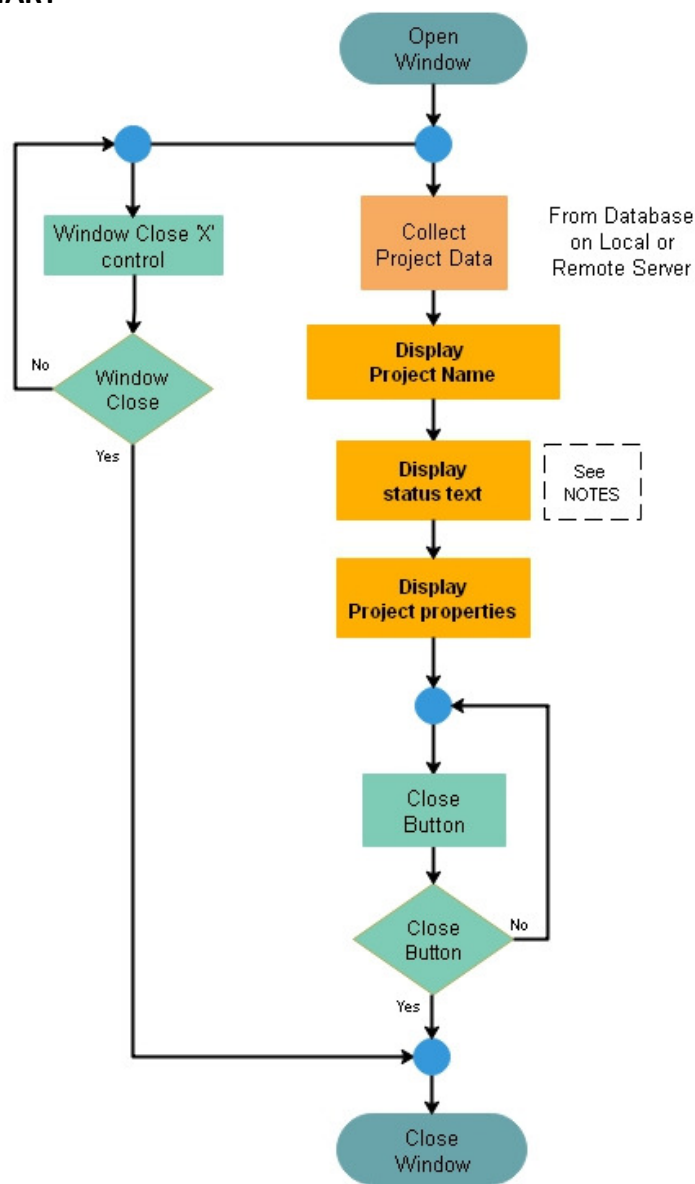 Open
Window
Window Close 'X'
control
Collect
Project Data
From Database
on Local or
Remote Server
Display
Project Name
No
Window
Close
Yes
Display
status text
See
NOTES
Display
Project properties
Close
Button
Close
Button
No
Yes
Close
Window